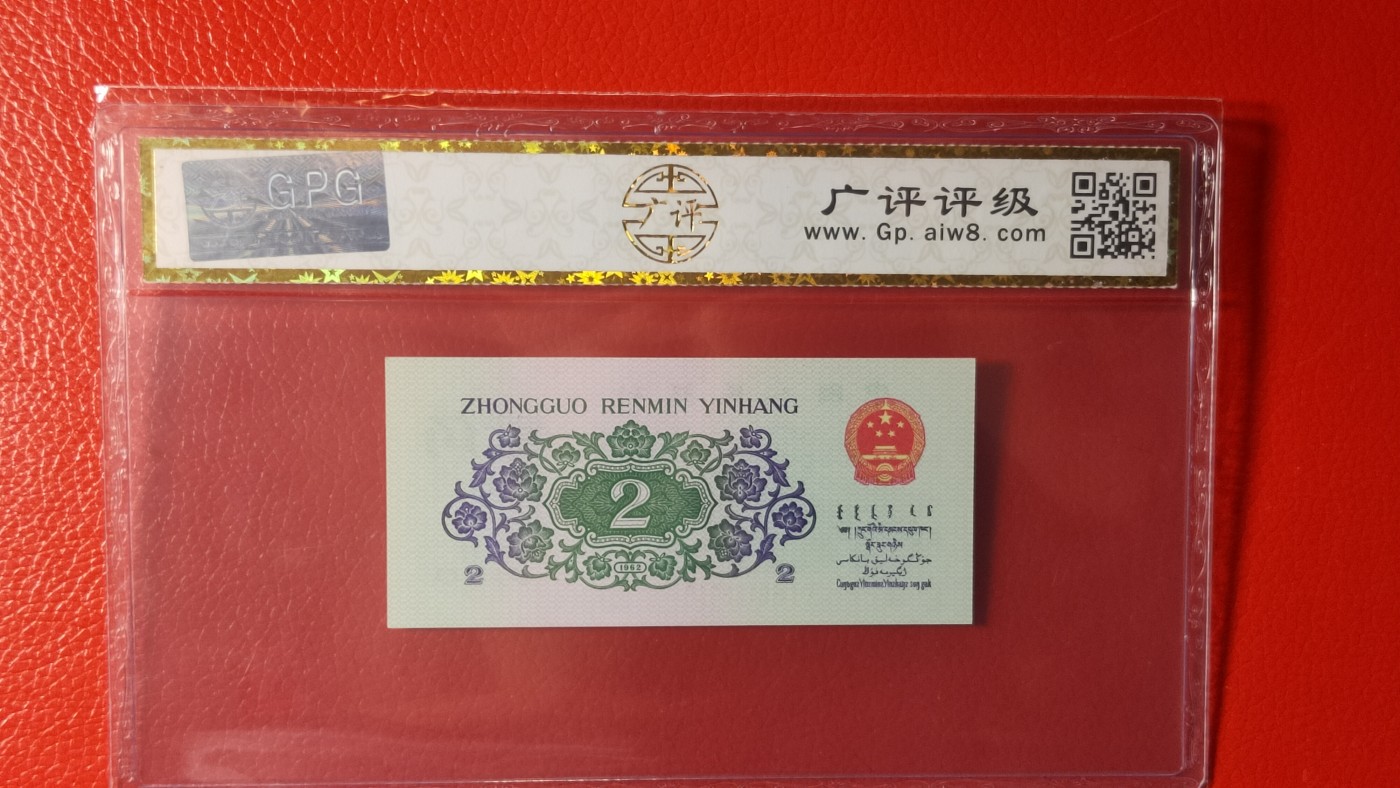 GPG
广评
广评评级
www. Gp. aiw8. com
ZHONGGUO RENMIN YINHANG
2
1962
2
2